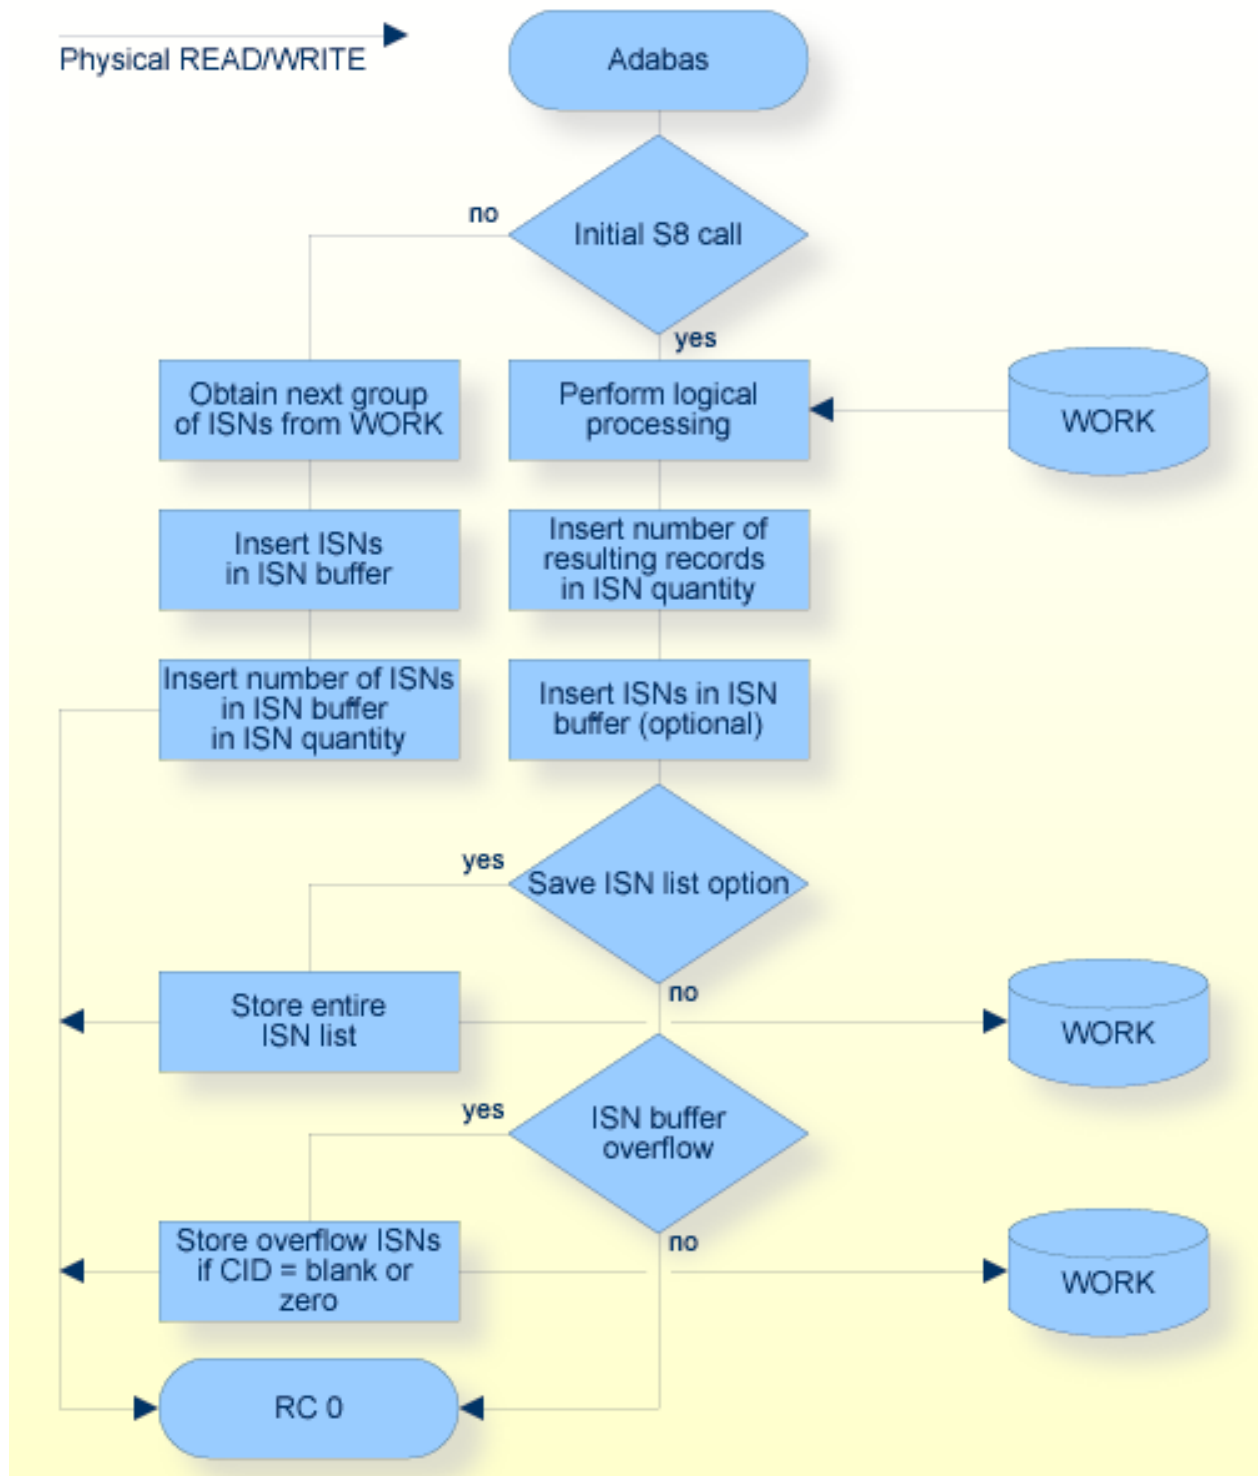 Physical READ/WRITE
Adabas
no
Initial S8 call
yes
Obtain next group
of ISNs from WORK
Perform logical
processing
WORK
Insert ISNs
in ISN buffer
Insert number of
resulting records
in ISN quantity
Insert number of ISNs
in ISN buffer
in ISN quantity
Insert ISNs in ISN
buffer (optional)
yes
Save ISN list option
no
Store entire
ISN list
WORK
yes
ISN buffer
overflow
no
Store overflow ISNs
if CID = blank or
zero
WORK
RC 0